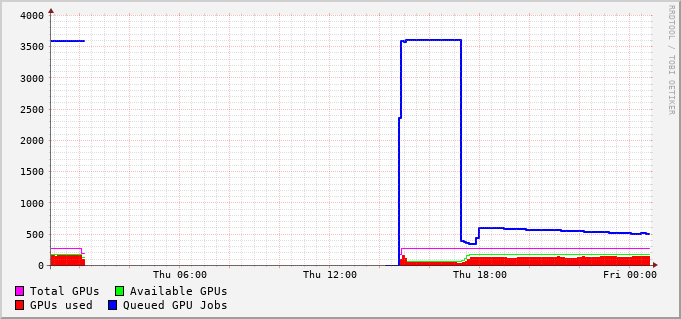 4000
3500
3000
2500
2000
1500
1000
500
0
Thu 06:00 Thu 12:00 Thu 18:00 Fri 00:00
Total GPUs Available GPUs
GPUs used Queued GPU Jobs
RRDTOOL / TOBI OETIKER